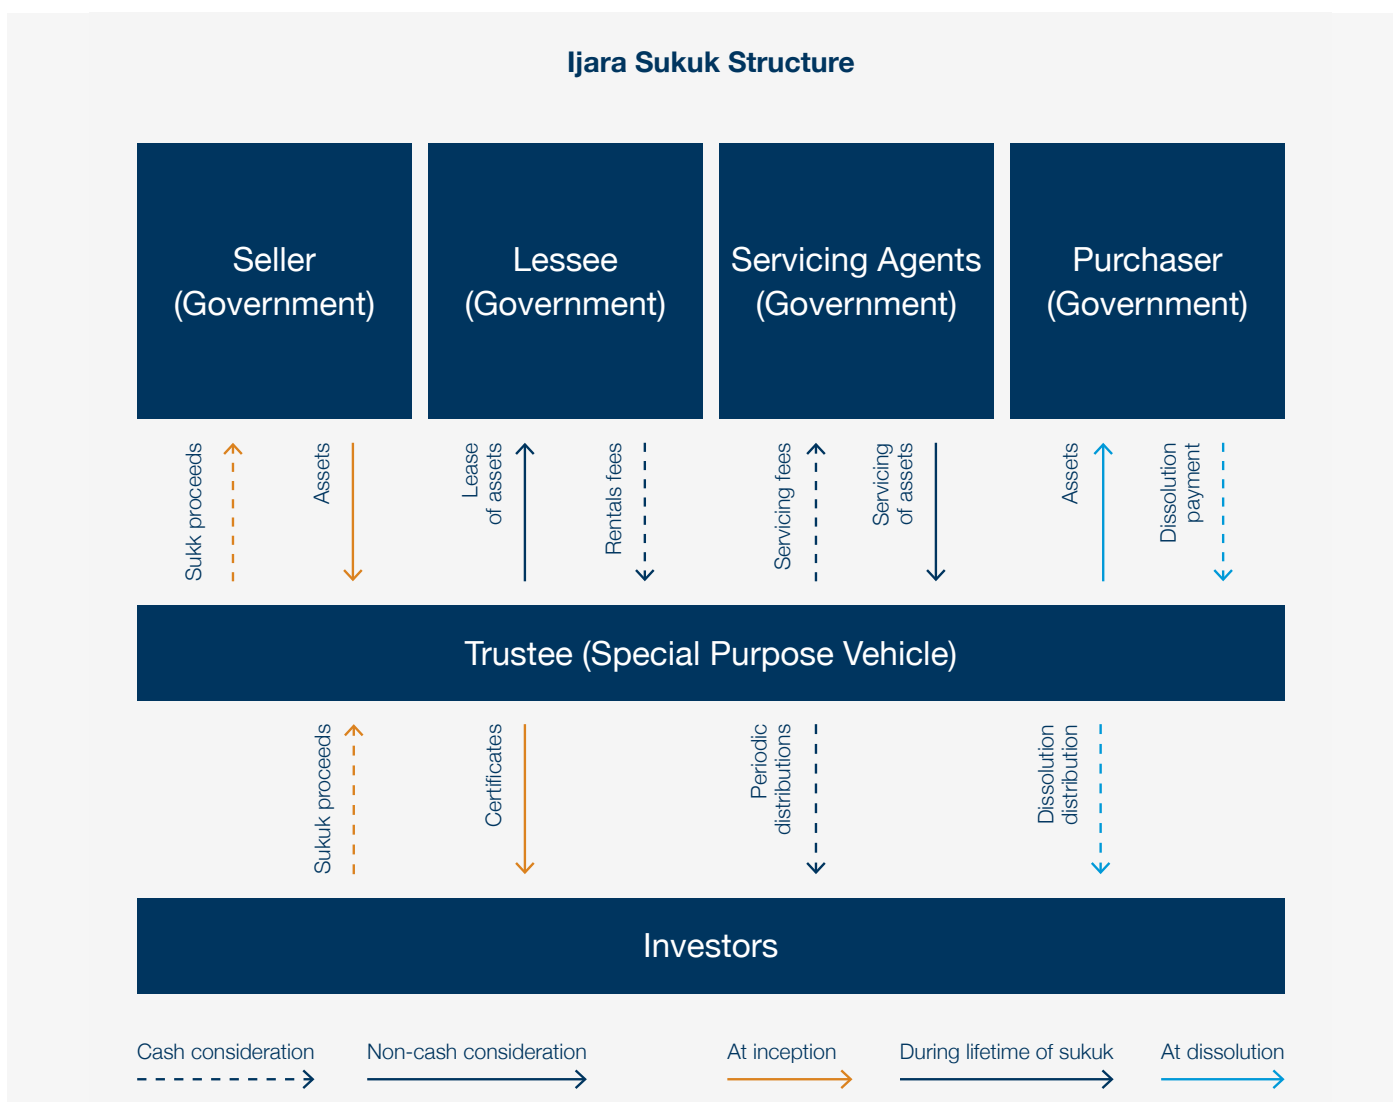 Ijara Sukuk Structure
Seller
(Government)
Lessee
(Government)
Servicing Agents
(Government)
Purchaser
(Government)
Sukk proceeds
Assets
Lease
of assets
Rentals fees
Servicing fees
Servicing
of assets
Assets
Dissolution
payment
Trustee (Special Purpose Vehicle)
Sukuk proceeds
Certificates
Periodic
distributions
Dissolution
distribution
Investors
Cash consideration
Non-cash consideration
At inception
During lifetime of sukuk
At dissolution